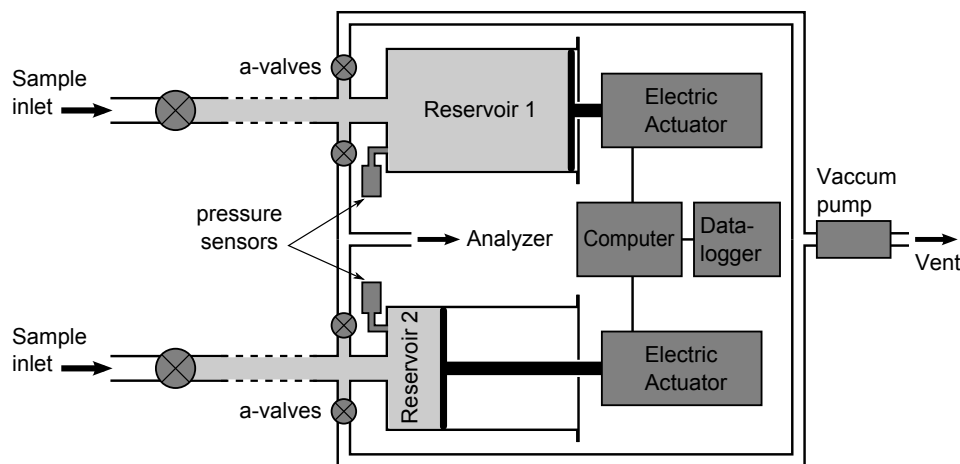 a-valves
Sample
inlet
Reservoir 1
Electric
Actuator
pressure
sensors
Analyzer
Computer
Data-
logger
Vaccum
pump
Vent
Sample
inlet
Reservoir 2
Electric
Actuator
a-valves